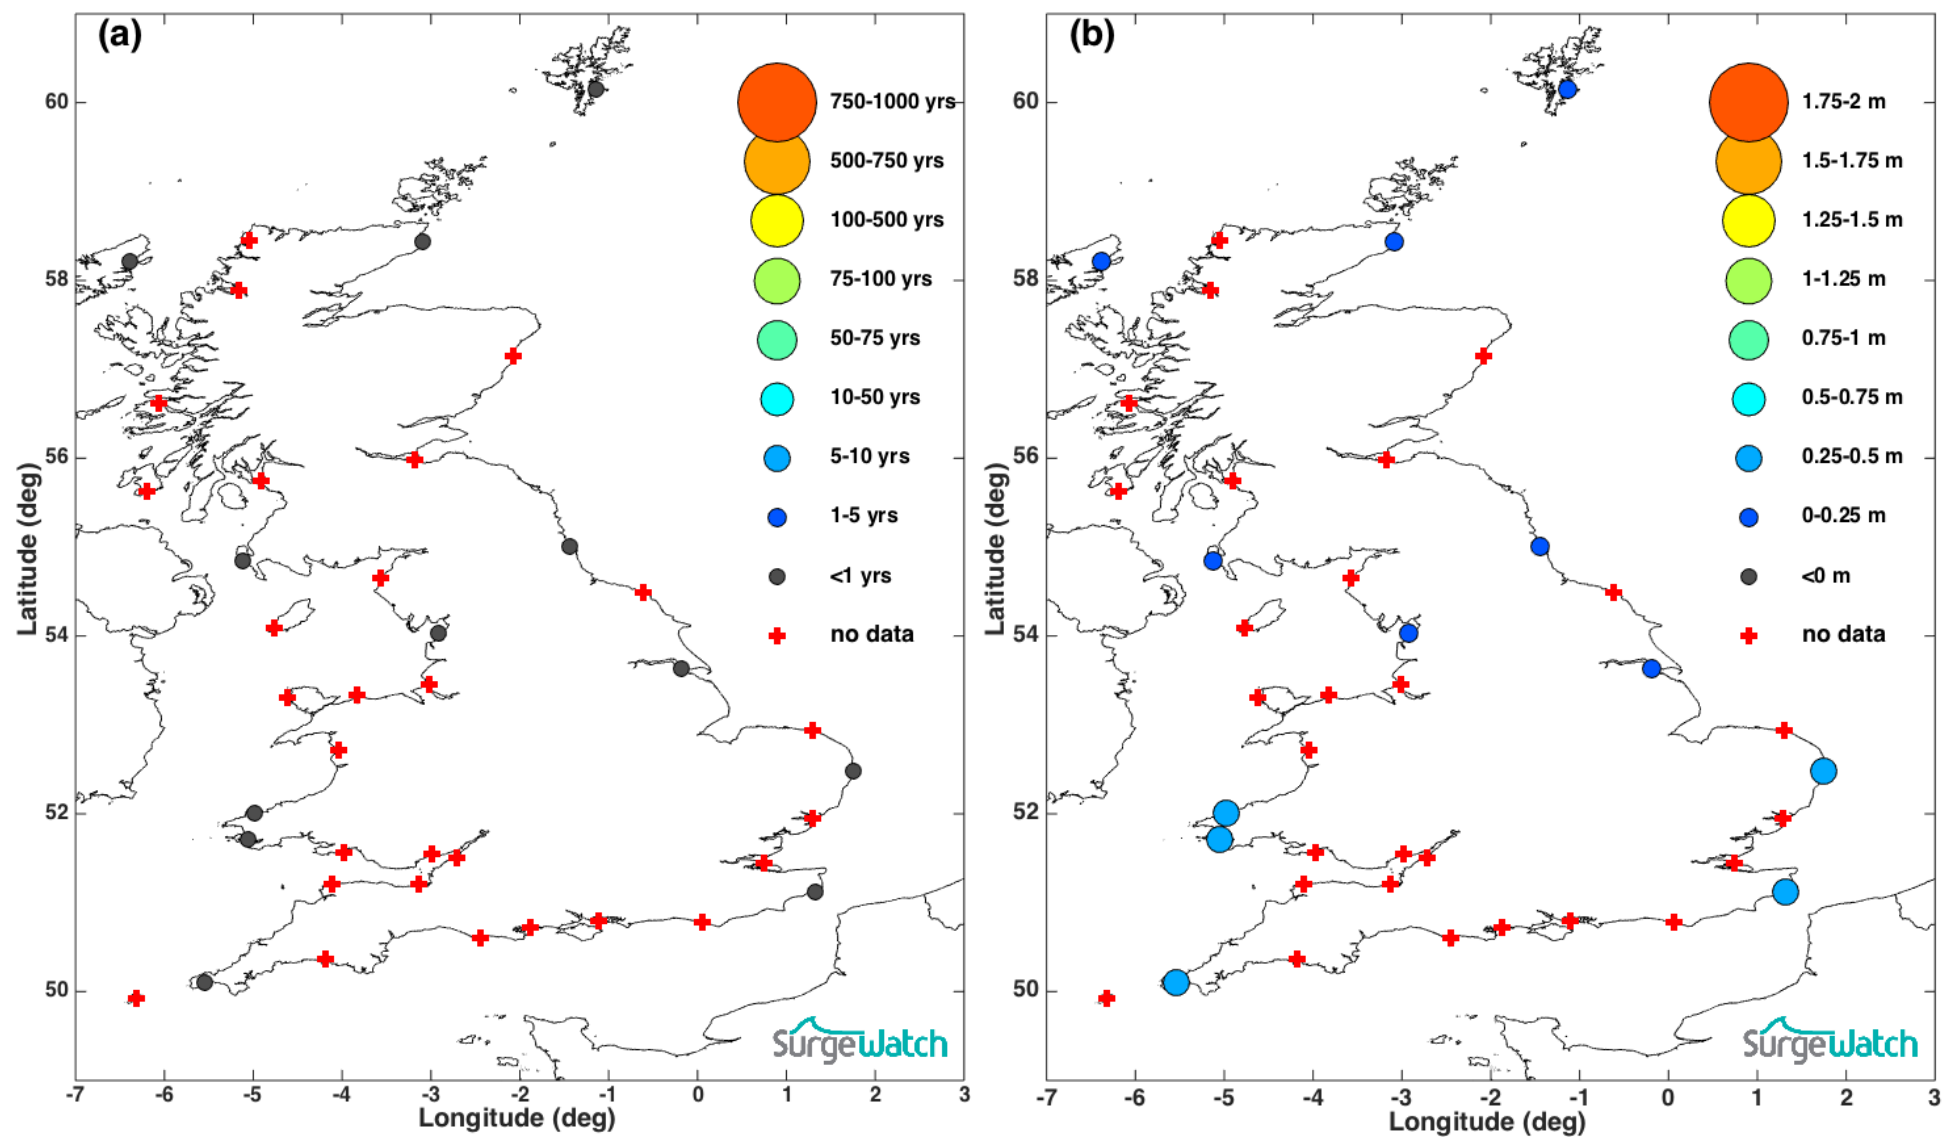 (a)
750-1000 yrs
500-750 yrs
100-500 yrs
75-100 yrs
50-75 yrs
10-50 yrs
5-10 yrs
1-5 yrs
<1 yrs
no data
60
58
56
54
52
50
Latitude (deg)
-7 -6 -5 -4 -3 -2 -1 0 1 2 3
Longitude (deg)
SurgeWatch
(b)
1.75-2 m
1.5-1.75 m
1.25-1.5 m
1-1.25 m
0.75-1 m
0.5-0.75 m
0.25-0.5 m
0-0.25 m
<0 m
no data
60
58
56
54
52
50
Latitude (deg)
-7 -6 -5 -4 -3 -2 -1 0 1 2 3
Longitude (deg)
SurgeWatch